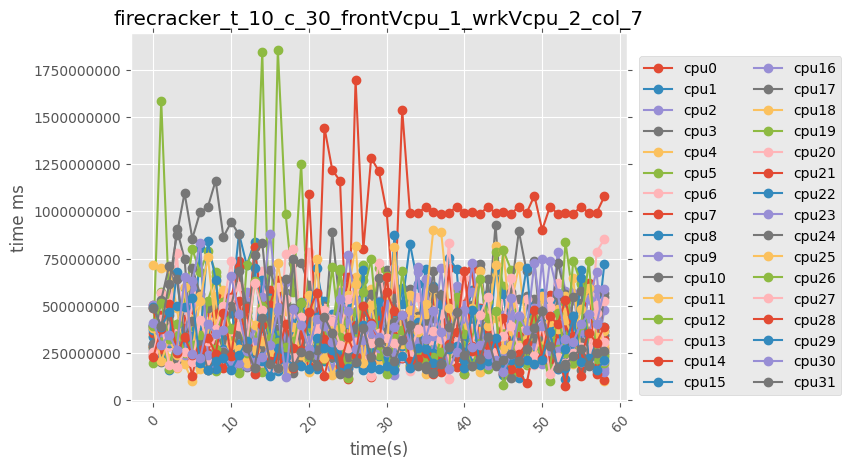 firecracker_t_10_c_30_frontVcpu_1_wrkVcpu_2_col_7
time ms
1750000000
1500000000
1250000000
1000000000
750000000
500000000
250000000
0
0
10
20
30
40
50
60
time(s)
cpu0
cpu1
cpu2
cpu3
cpu4
cpu5
cpu6
cpu7
cpu8
cpu9
cpu10
cpu11
cpu12
cpu13
cpu14
cpu15
cpu16
cpu17
cpu18
cpu19
cpu20
cpu21
cpu22
cpu23
cpu24
cpu25
cpu26
cpu27
cpu28
cpu29
cpu30
cpu31